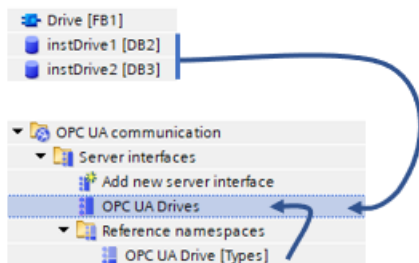 Drive [FB1]
instDrive1 [DB2]
instDrive2 [DB3]
OPC UA communication
Server interfaces
Add new server interface
OPC UA Drives
Reference namespaces
OPC UA Drive [Types]